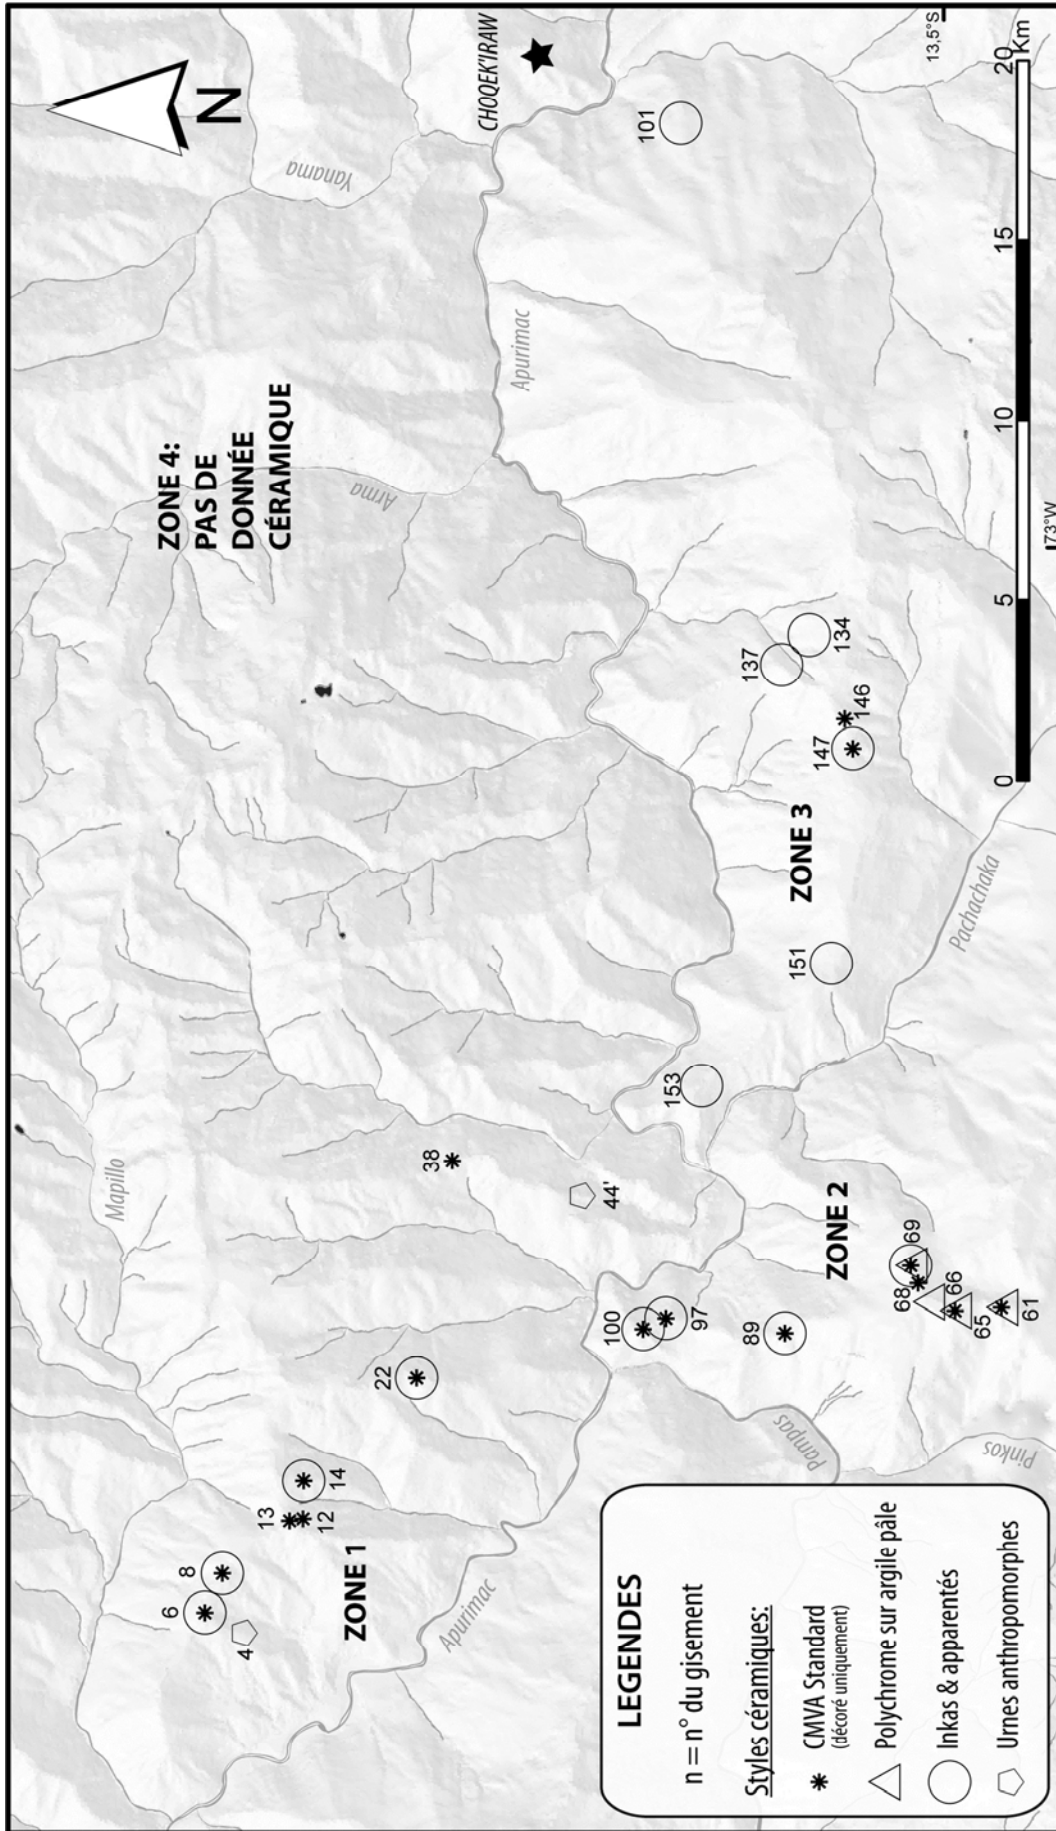 13,5°S
N
CHOQEK'IRAW
Yanama
101
Apurimac
ZONE 4:
PAS DE
DONNÉE
CÉRAMIQUE
Arma
73°W
0
5
10
15
20
Km
137
134
146
147
ZONE 3
151
Pachachaka
153
Mapillo
38
44'
ZONE 2
69
68
66
65
61
100
97
89
22
Pampas
Pinkos
14
13
12
8
6
4
ZONE 1
Apurimac
LEGENDES
n = n° du gisement
Styles céramiques:
CMVA Standard
(décoré uniquement)
Polychrome sur argile pâle
Inkas & apparentés
Urnes anthropomorphes